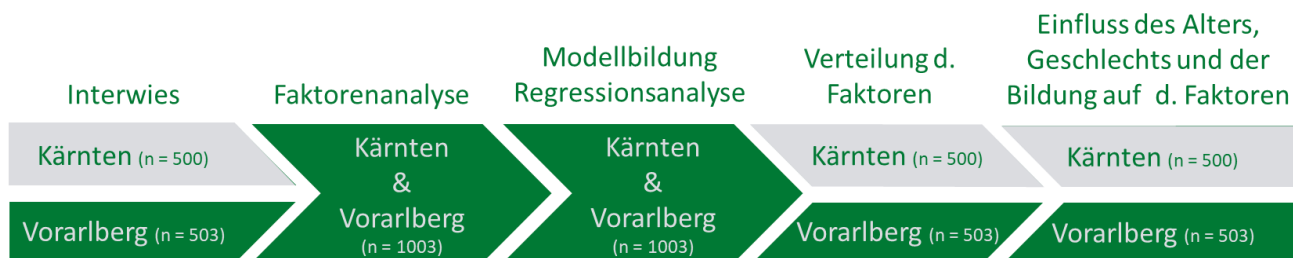 Interwies
Kärnten (n = 500)
Vorarlberg (n = 503)
Faktorenanalyse
Kärnten
&
Vorarlberg
(n = 1003)
Modellbildung
Regressionsanalyse
Kärnten
&
Vorarlberg
(n = 1003)
Verteilung d.
Faktoren
Kärnten (n = 500)
Vorarlberg (n = 503)
Einfluss des Alters,
Geschlechts und der
Bildung auf d. Faktoren
Kärnten (n = 500)
Vorarlberg (n = 503)